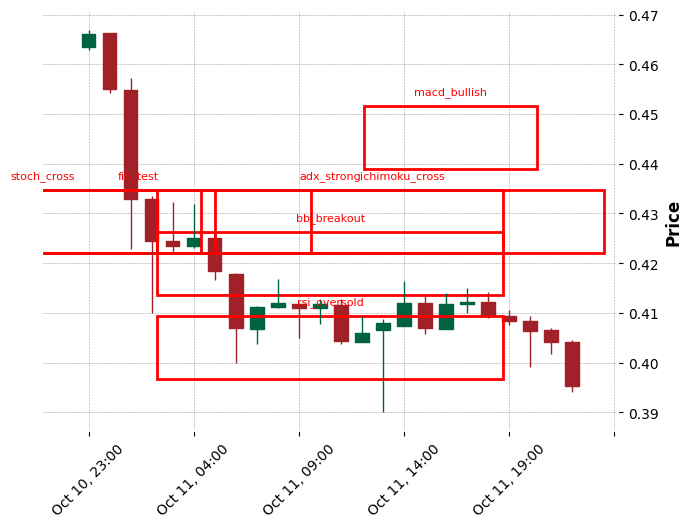 0.47
0.46
macd_bullish
0.45
0.44
stoch_cross
fib_test
adx_strong
ichimoku_cross
0.43
bb_breakout
0.42
rsi_oversold
0.41
0.40
0.39
Price
Oct 10, 23:00
Oct 11, 04:00
Oct 11, 09:00
Oct 11, 14:00
Oct 11, 19:00